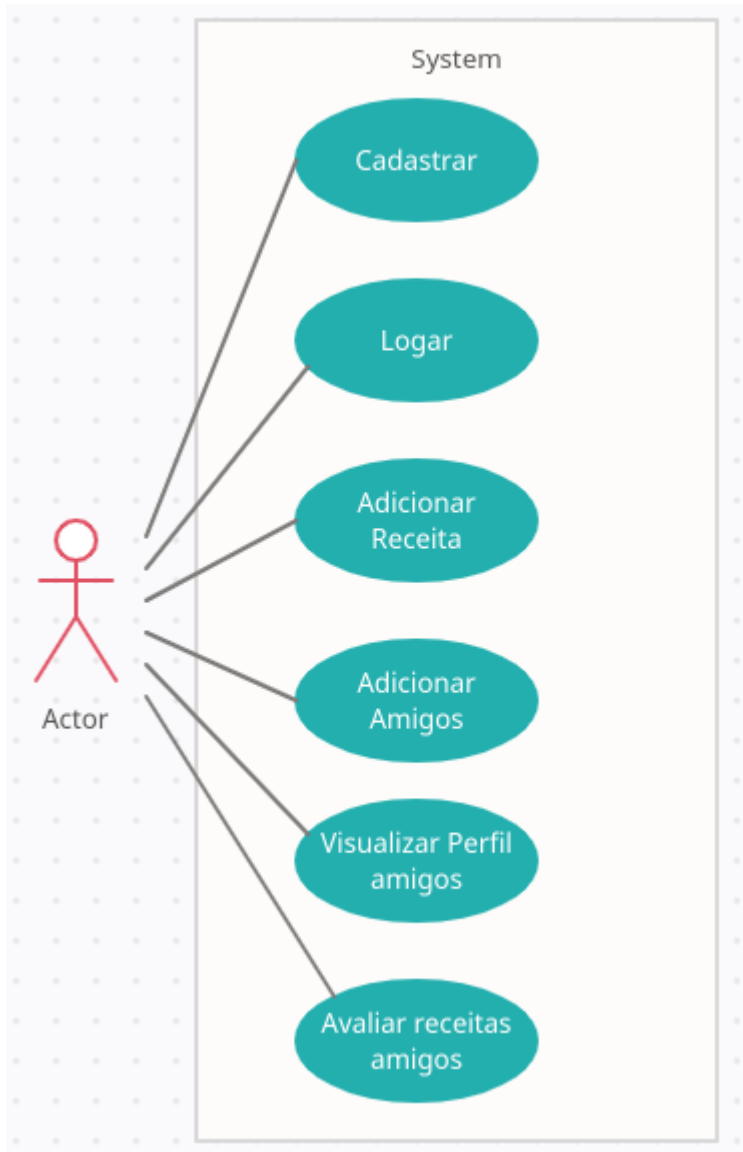 System
Cadastrar
Logar
Adicionar
Receita
Adicionar
Amigos
Actor
Visualizar Perfil
amigos
Avaliar receitas
amigos